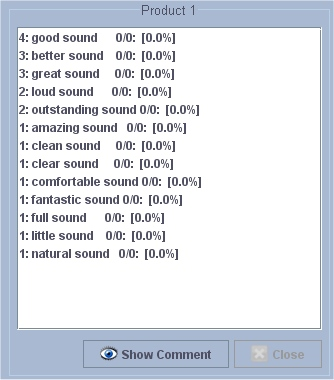 Product 1
4: good sound 0/0: [0.0%]
3: better sound 0/0: [0.0%]
3: great sound 0/0: [0.0%]
2: loud sound 0/0: [0.0%]
2: outstanding sound 0/0: [0.0%]
1: amazing sound 0/0: [0.0%]
1: clean sound 0/0: [0.0%]
1: clear sound 0/0: [0.0%]
1: comfortable sound 0/0: [0.0%]
1: fantastic sound 0/0: [0.0%]
1: full sound 0/0: [0.0%]
1: little sound 0/0: [0.0%]
1: natural sound 0/0: [0.0%]
Show Comment Close